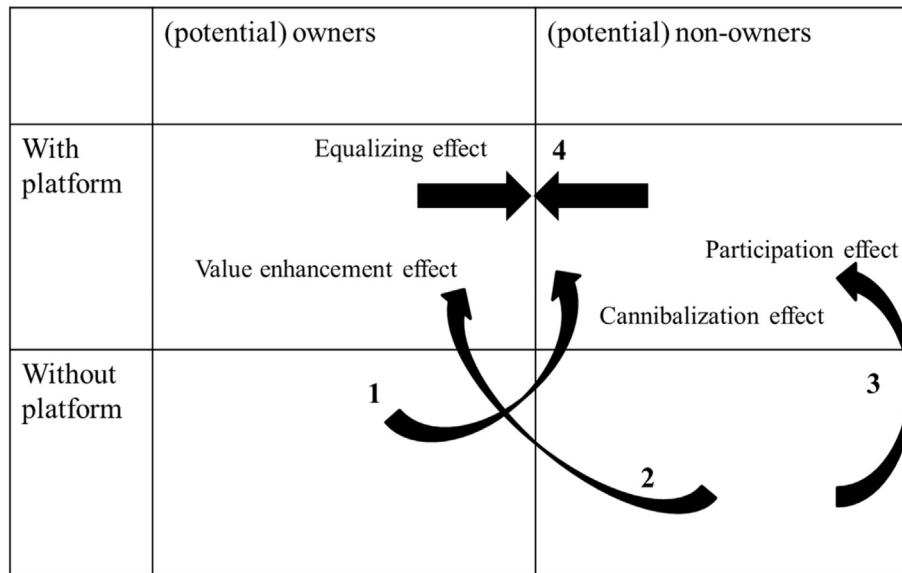 (potential) owners
(potential) non-owners
With
platform
Equalizing effect
4
Value enhancement effect
Participation effect
Cannibalization effect
Without
platform
1
2
3